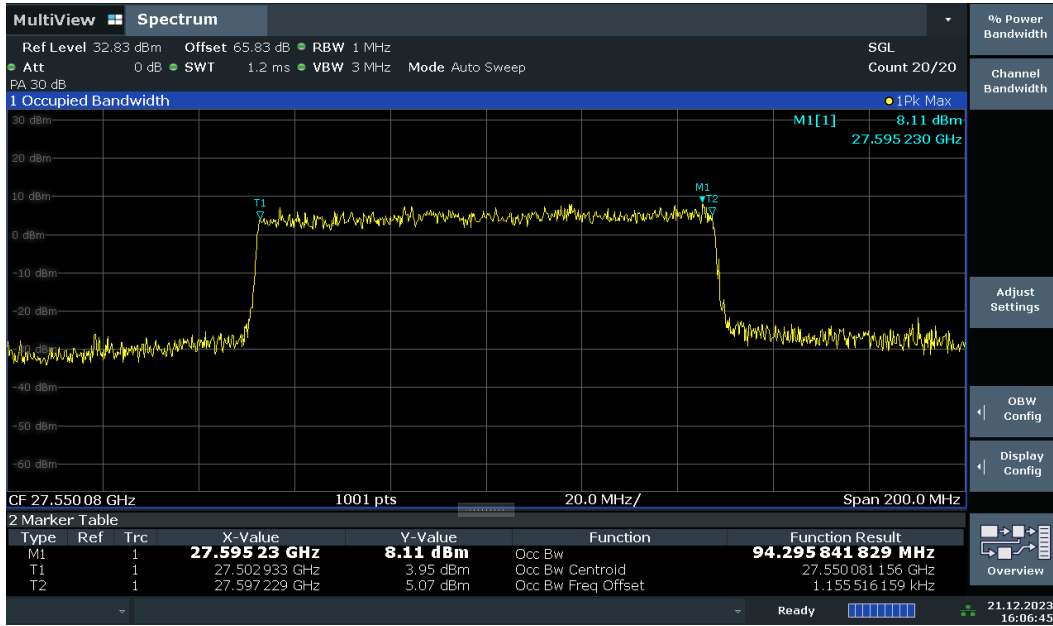 MultiView Spectrum
Ref Level 32.83 dBm Offset 65.83 dB RBW 1 MHz SGL
Att 0 dB SWT 1.2 ms VBW 3 MHz Mode Auto Sweep Count 20/20
PA 30 dB
1 Occupied Bandwidth 1Pk Max
30 dBm
M1[1] 8.11 dBm
27.595 230 GHz
20 dBm
10 dBm
M1
T1
T2
0 dBm
-10 dBm
-20 dBm
-40 dBm
-50 dBm
-60 dBm
CF 27.550 08 GHz 1001 pts 20.0 MHz/ Span 200.0 MHz
2 Marker Table
Type Ref Trc X-Value Y-Value Function Function Result
M1 1 27.595 23 GHz 8.11 dBm Occ Bw 94.295 841 829 MHz
T1 1 27.502 933 GHz 3.95 dBm Occ Bw Centroid 27.550 081 156 GHz
T2 1 27.597 229 GHz 5.07 dBm Occ Bw Freq Offset 1.155 516 159 kHz
Ready
21.12.2023
16:06:45
% Power
Bandwidth
Channel
Bandwidth
Adjust
Settings
OBW
Config
Display
Config
Overview